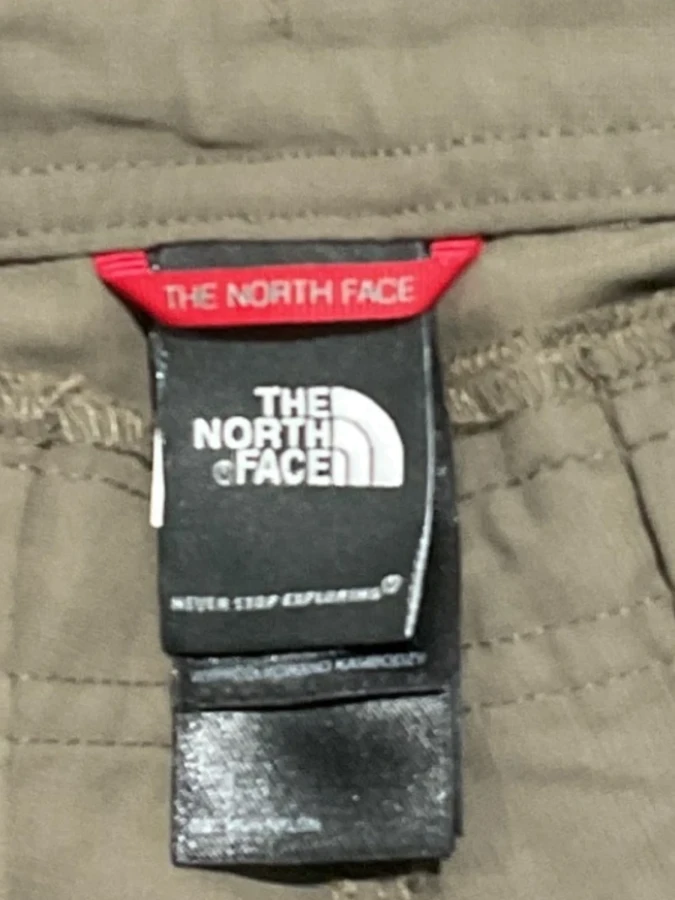 THE NORTH FACE
THE
NORTH
FACE
NEVER STOP EXPLORING